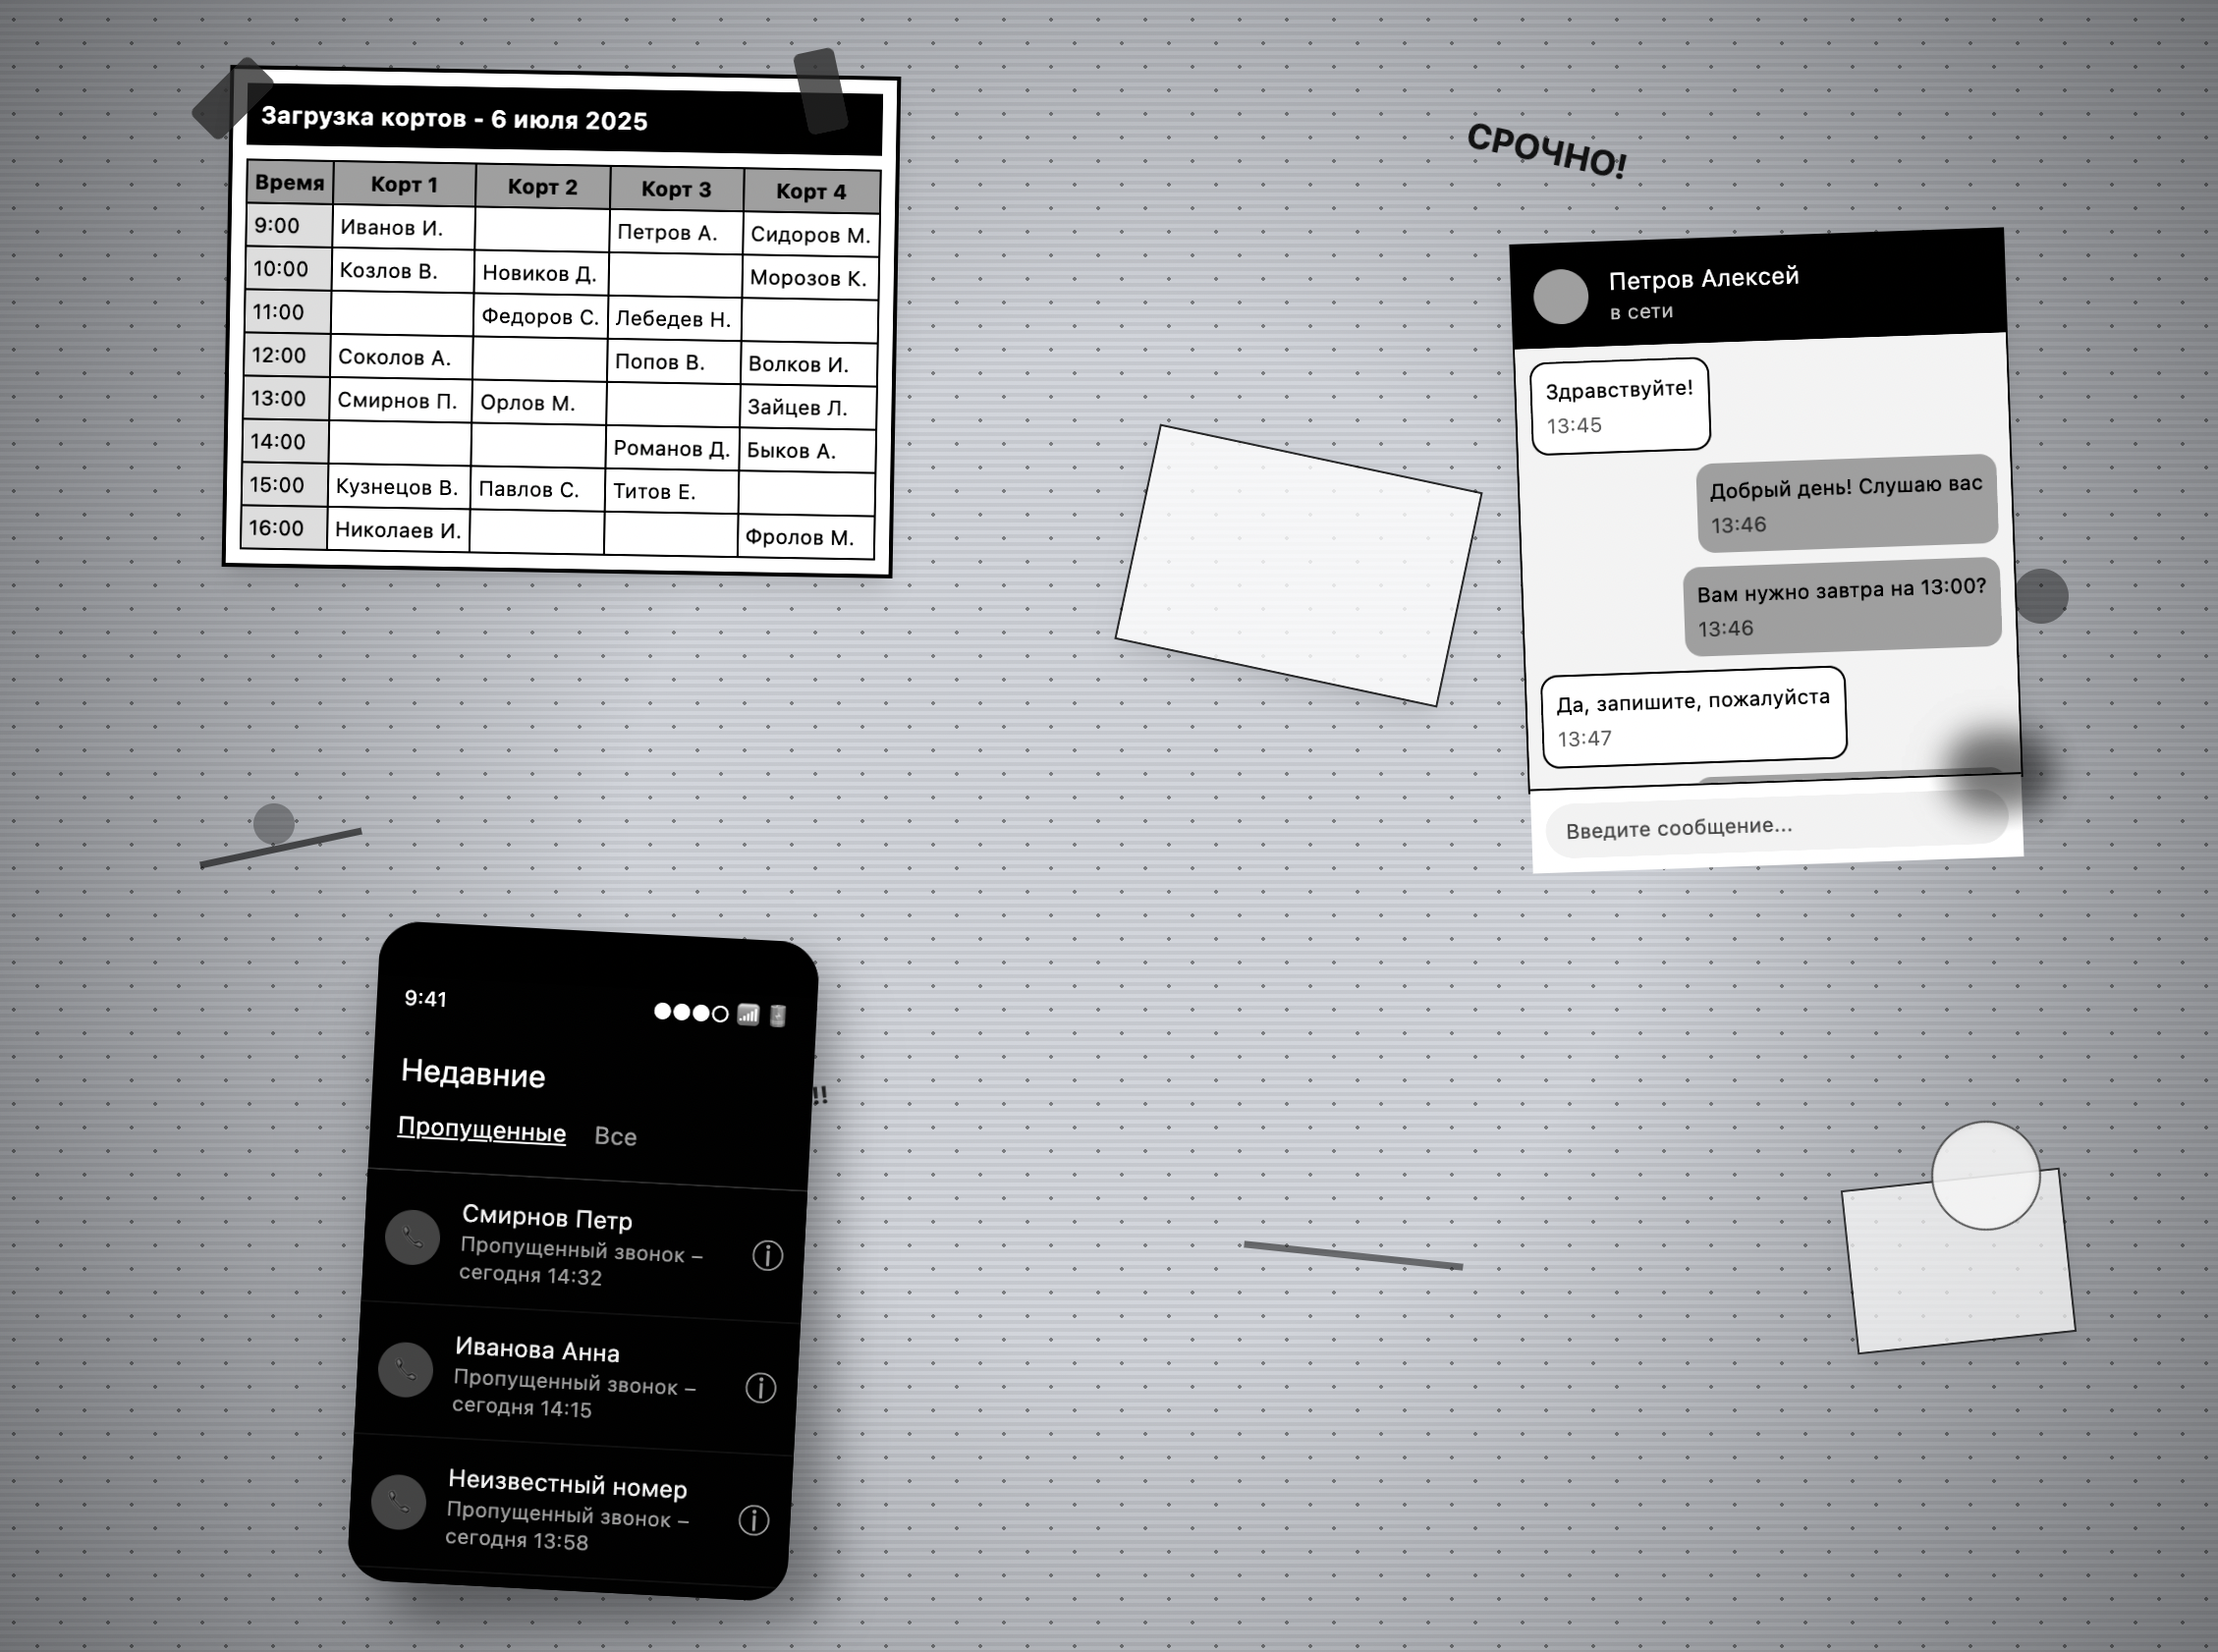 Загрузка кортов - 6 июля 2025
Время Корт 1 Корт 2 Корт 3 Корт 4
9:00 Иванов И. Петров А. Сидоров М.
10:00 Козлов В. Новиков Д. Морозов К.
11:00 Федоров С. Лебедев Н.
12:00 Соколов А. Попов В. Волков И.
13:00 Смирнов П. Орлов М. Зайцев Л.
14:00 Романов Д. Быков А.
15:00 Кузнецов В. Павлов С. Титов Е.
16:00 Николаев И. Фролов М.
СРОЧНО!
Петров Алексей
в сети
Здравствуйте!
13:45
Добрый день! Слушаю вас
13:46
Вам нужно завтра на 13:00?
13:46
Да, запишите, пожалуйста
13:47
Введите сообщение...
9:41
Недавние
!!
Пропущенные Все
Смирнов Петр
Пропущенный звонок –
сегодня 14:32
Иванова Анна
Пропущенный звонок –
сегодня 14:15
Неизвестный номер
Пропущенный звонок –
сегодня 13:58